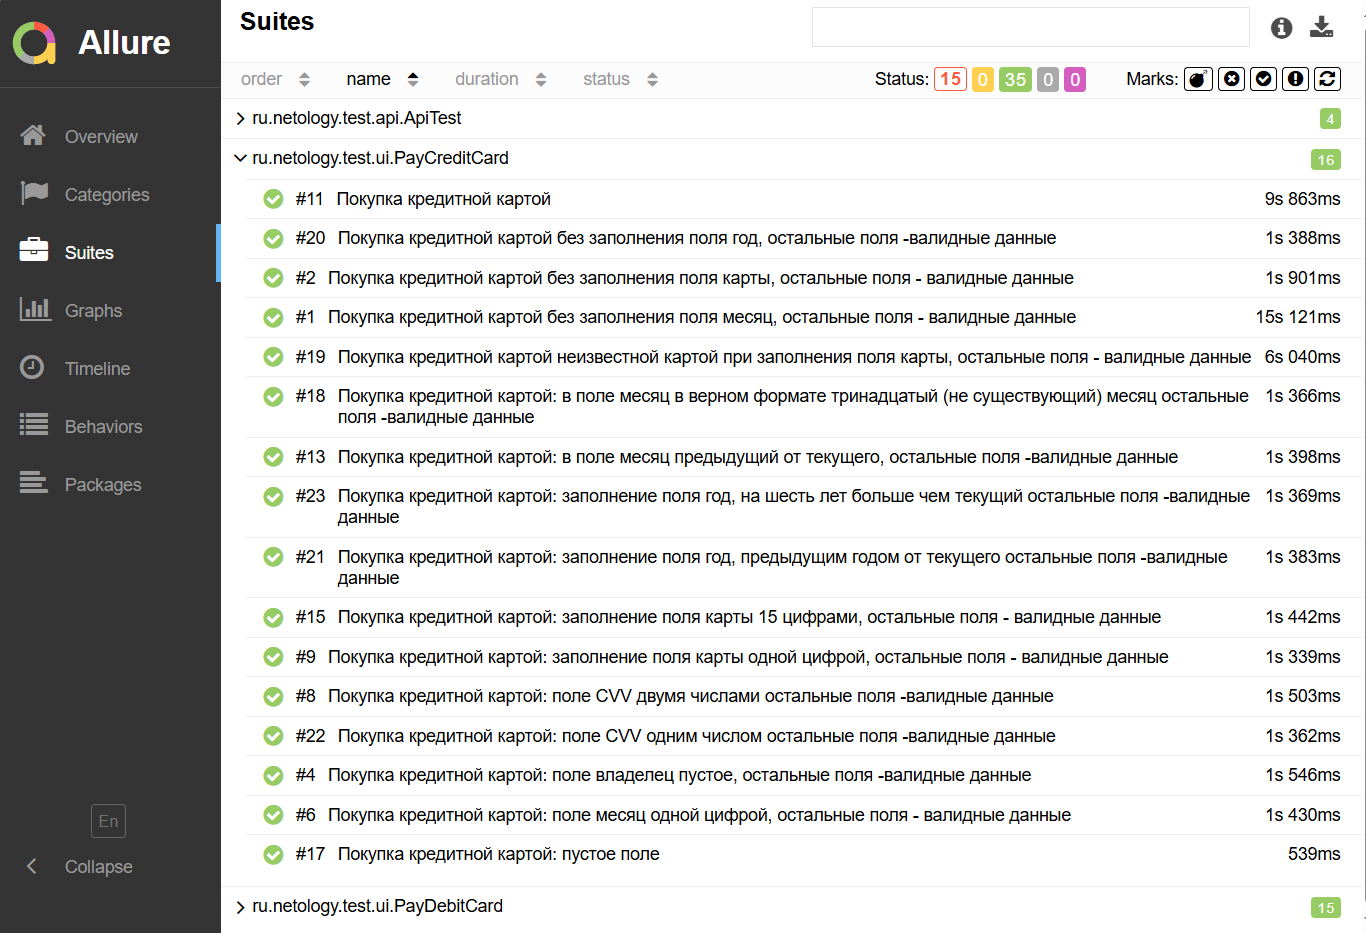 Allure
Overview
Categories
Suites
Graphs
Timeline
Behaviors
Packages
En
Collapse
Suites
order name duration status Status: 15 0 35 0 0 Marks:
ru.netology.test.api.ApiTest 4
ru.netology.test.ui.PayCreditCard 16
#11 Покупка кредитной картой 9s 863ms
#20 Покупка кредитной картой без заполнения поля год, остальные поля -валидные данные 1s 388ms
#2 Покупка кредитной картой без заполнения поля карты, остальные поля - валидные данные 1s 901ms
#1 Покупка кредитной картой без заполнения поля месяц, остальные поля - валидные данные 15s 121ms
#19 Покупка кредитной картой неизвестной картой при заполнения поля карты, остальные поля - валидные данные 6s 040ms
#18 Покупка кредитной картой: в поле месяц в верном формате тринадцатый (не существующий) месяц остальные 1s 366ms
поля -валидные данные
#13 Покупка кредитной картой: в поле месяц предыдущий от текущего, остальные поля -валидные данные 1s 398ms
#23 Покупка кредитной картой: заполнение поля год, на шесть лет больше чем текущий остальные поля -валидные 1s 369ms
данные
#21 Покупка кредитной картой: заполнение поля год, предыдущим годом от текущего остальные поля -валидные 1s 383ms
данные
#15 Покупка кредитной картой: заполнение поля карты 15 цифрами, остальные поля - валидные данные 1s 442ms
#9 Покупка кредитной картой: заполнение поля карты одной цифрой, остальные поля - валидные данные 1s 339ms
#8 Покупка кредитной картой: поле CVV двумя числами остальные поля -валидные данные 1s 503ms
#22 Покупка кредитной картой: поле CVV одним числом остальные поля -валидные данные 1s 362ms
#4 Покупка кредитной картой: поле владелец пустое, остальные поля -валидные данные 1s 546ms
#6 Покупка кредитной картой: поле месяц одной цифрой, остальные поля - валидные данные 1s 430ms
#17 Покупка кредитной картой: пустое поле 539ms
ru.netology.test.ui.PayDebitCard 15